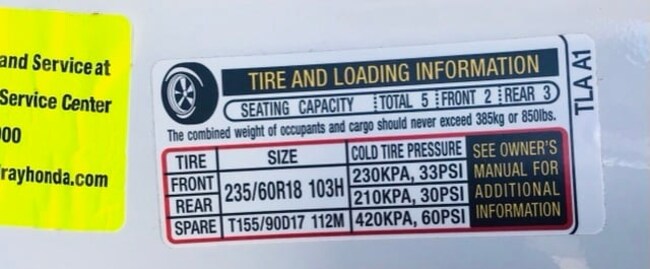 and Service at
Service Center
00
rayhonda.com
TIRE AND LOADING INFORMATION
SEATING CAPACITY TOTAL 5 FRONT 2 REAR 3
The combined weight of occupants and cargo should never exceed 385kg or 850lbs.
TIRE SIZE COLD TIRE PRESSURE
FRONT 235/60R18 103H 230KPA, 33PSI
REAR 210KPA, 30PSI
SPARE T155/90D17 112M 420KPA, 60PSI
SEE OWNER'S
MANUAL FOR
ADDITIONAL
INFORMATION
TLA A1